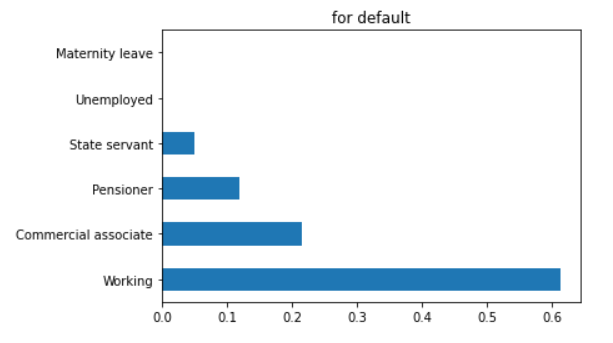 for default
Maternity leave
Unemployed
State servant
Pensioner
Commercial associate
Working
0.0 0.1 0.2 0.3 0.4 0.5 0.6